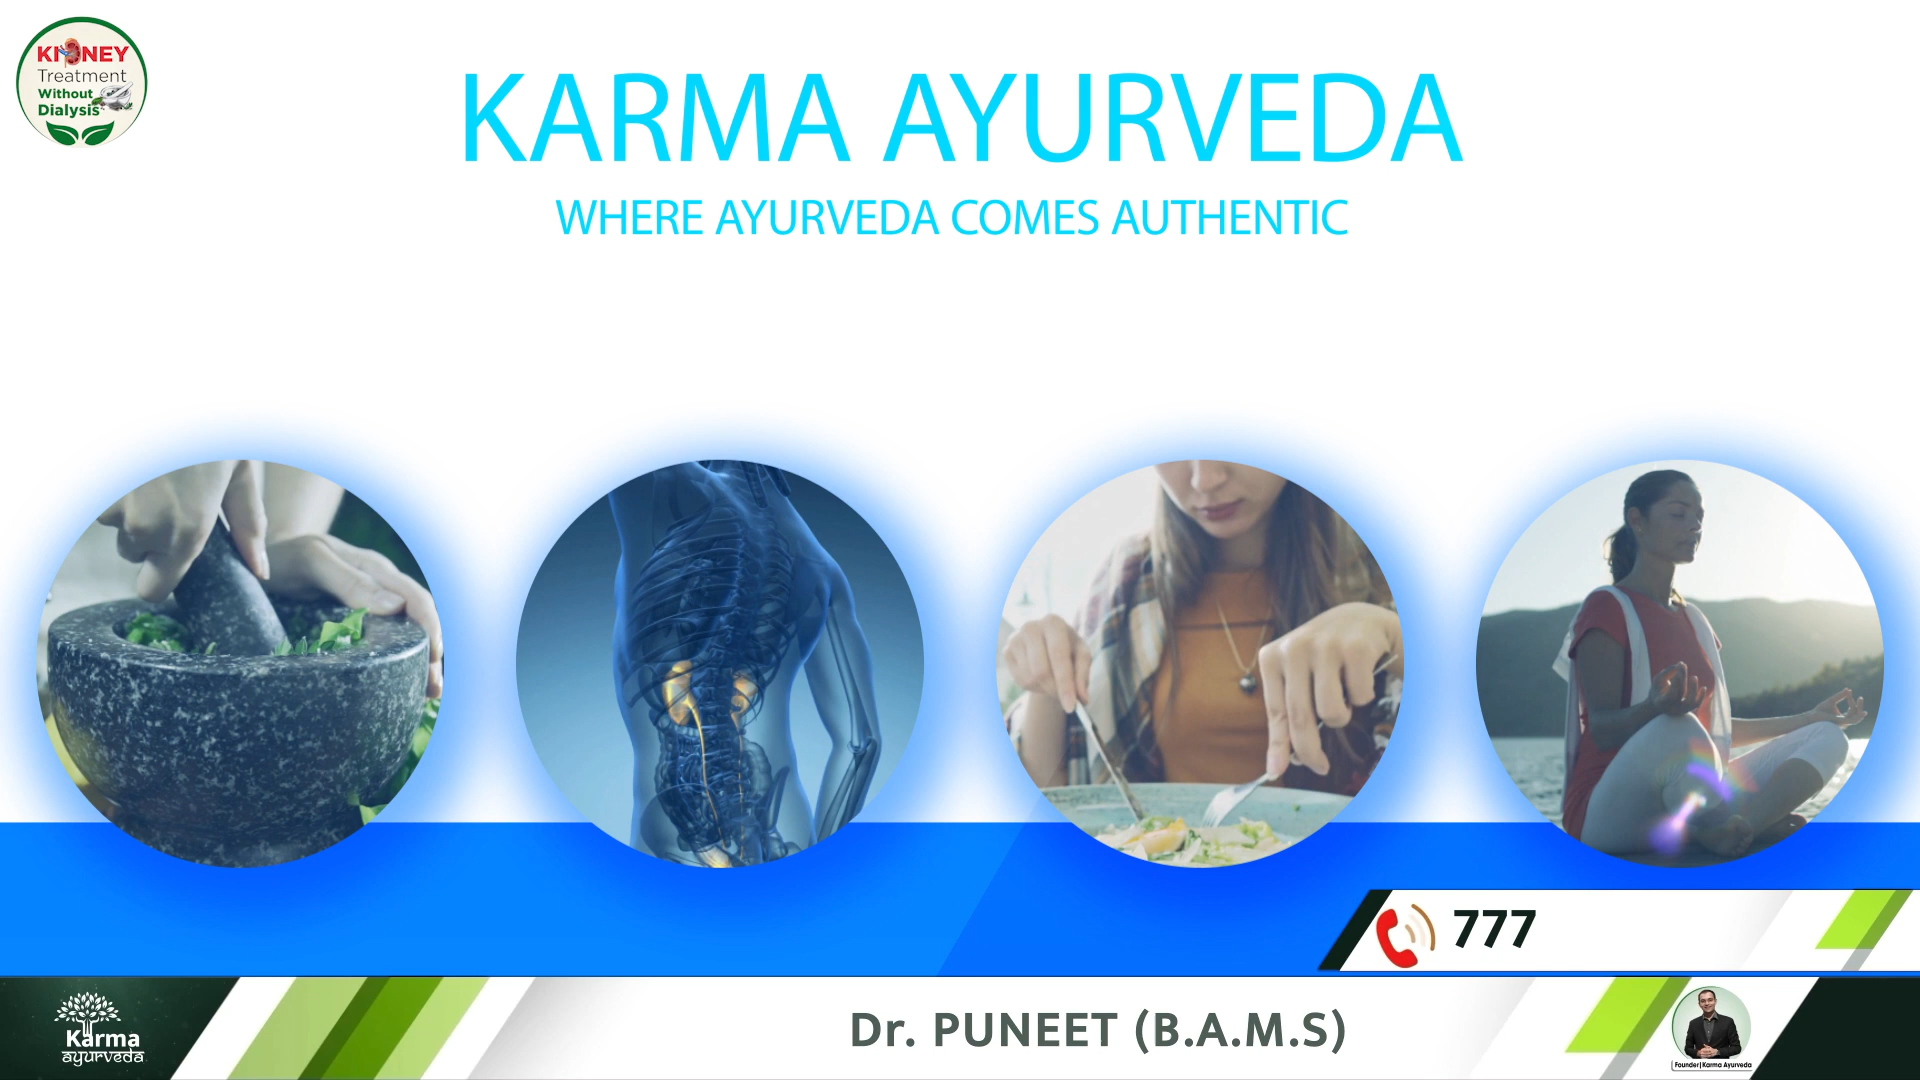 KIDNEY
Treatment
Without
Dialysis
KARMA AYURVEDA
WHERE AYURVEDA COMES AUTHENTIC
777
Karma
ayurveda
Dr. PUNEET (B.A.M.S)
Founder|Karma Ayurveda